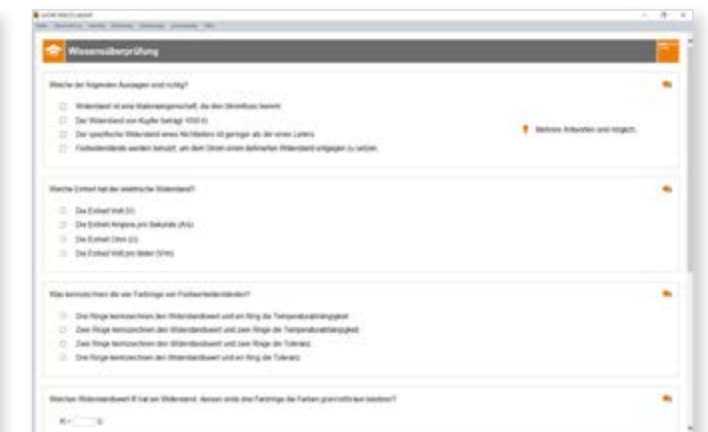 Wissensüberprüfung
Welche der folgenden Aussagen sind richtig?
Widerstand ist eine Materialeigenschaft, die den Stromfluss hemmt
Der Widerstand von Kupfer beträgt 1000 Ω
Der spezifische Widerstand eines Nichtleiters ist geringer als der eines Leiters
Festwiderstände werden benutzt, um dem Strom einen definierten Widerstand entgegen zu setzen.
Mehrere Antworten sind möglich.
Welche Einheit hat der elektrische Widerstand?
Die Einheit Volt (V)
Die Einheit Ampere pro Sekunde (A/s)
Die Einheit Ohm (Ω)
Die Einheit Volt pro Meter (V/m)
Was kennzeichnen die vier Farbringe von Festwiderständen?
Drei Ringe kennzeichnen den Widerstandswert und ein Ring die Temperaturabhängigkeit
Zwei Ringe kennzeichnen den Widerstandswert und zwei Ringe die Temperaturabhängigkeit
Zwei Ringe kennzeichnen den Widerstandswert und zwei Ringe die Toleranz
Drei Ringe kennzeichnen den Widerstandswert und ein Ring die Toleranz
Welchen Widerstandswert R hat ein Widerstand, dessen erste drei Farbringe die Farben besitzen?
R = Ω